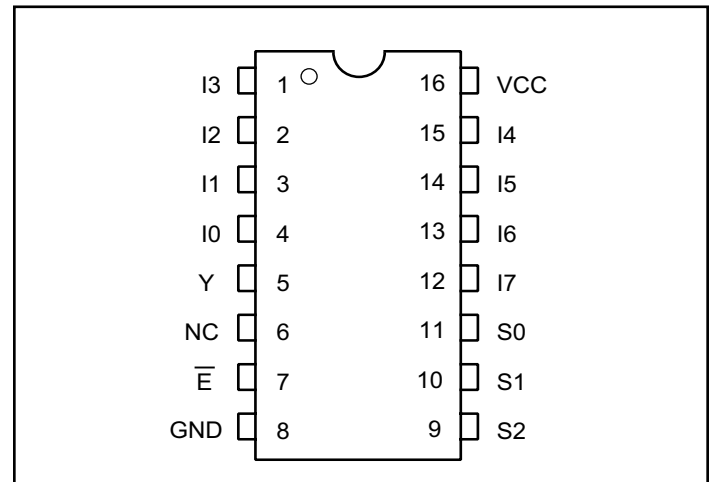 I3 1 16 VCC
I2 2 15 I4
I1 3 14 I5
I0 4 13 I6
Y 5 12 I7
NC 6 11 S0
E̅ 7 10 S1
GND 8 9 S2